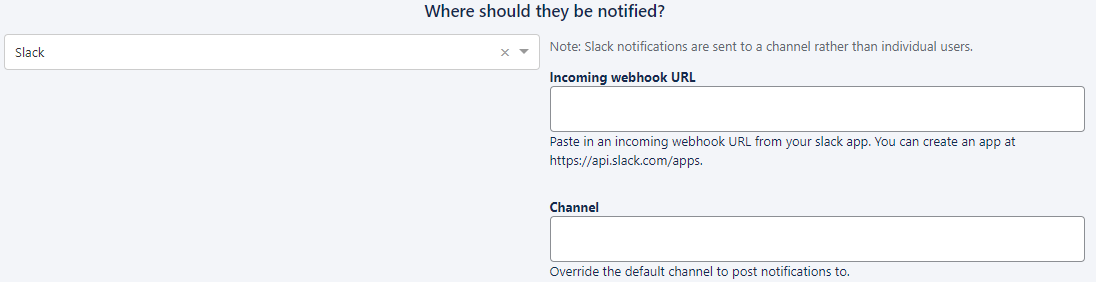 Where should they be notified?
Slack
Note: Slack notifications are sent to a channel rather than individual users.
Incoming webhook URL
Paste in an incoming webhook URL from your slack app. You can create an app at
https://api.slack.com/apps.
Channel
Override the default channel to post notifications to.